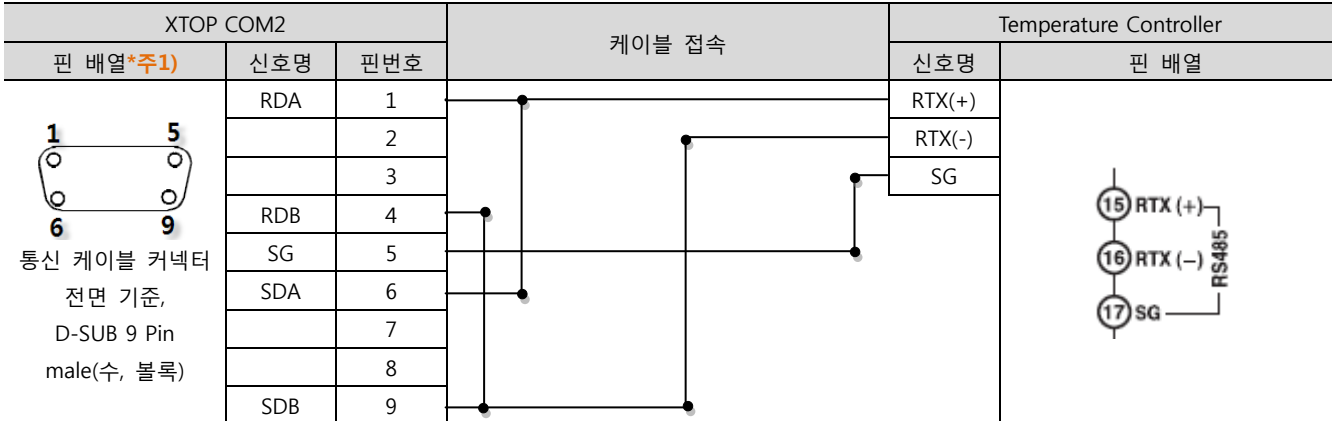 XTOP COM2 케이블 접속 Temperature Controller
핀 배열*주1) 신호명 핀번호 신호명 핀 배열
RDA 1 RTX(+)
2 RTX(-)
3 SG
RDB 4
SG 5
SDA 6
7
8
SDB 9
1 5
6 9
통신 케이블 커넥터
전면 기준,
D-SUB 9 Pin
male(수, 볼록)
15 RTX (+)
16 RTX (−)
17 SG
RS485